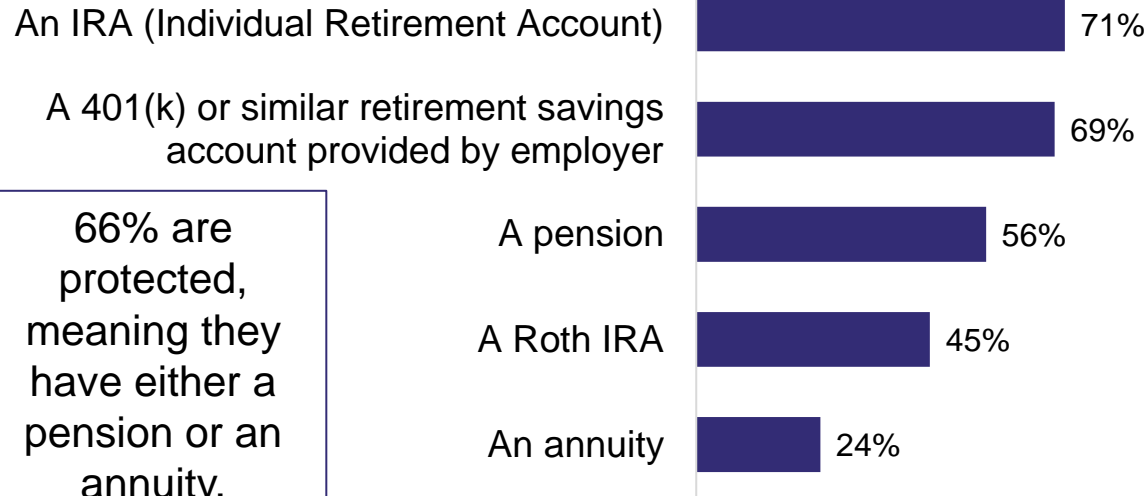 An IRA (Individual Retirement Account)
71%
A 401(k) or similar retirement savings
account provided by employer
69%
66% are
protected,
meaning they
have either a
pension or an
annuity.
A pension
56%
A Roth IRA
45%
An annuity
24%